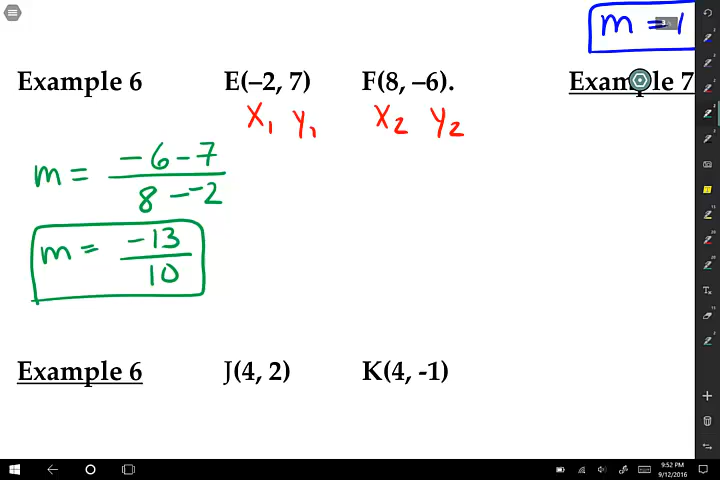 m = 1
Example 6 E(–2, 7) F(8, –6). Example 7
x₁ y₁ x₂ y₂
m = -6-7
8--2
m = -13
10
Example 6 J(4, 2) K(4, -1)
9:52 PM
9/12/2016